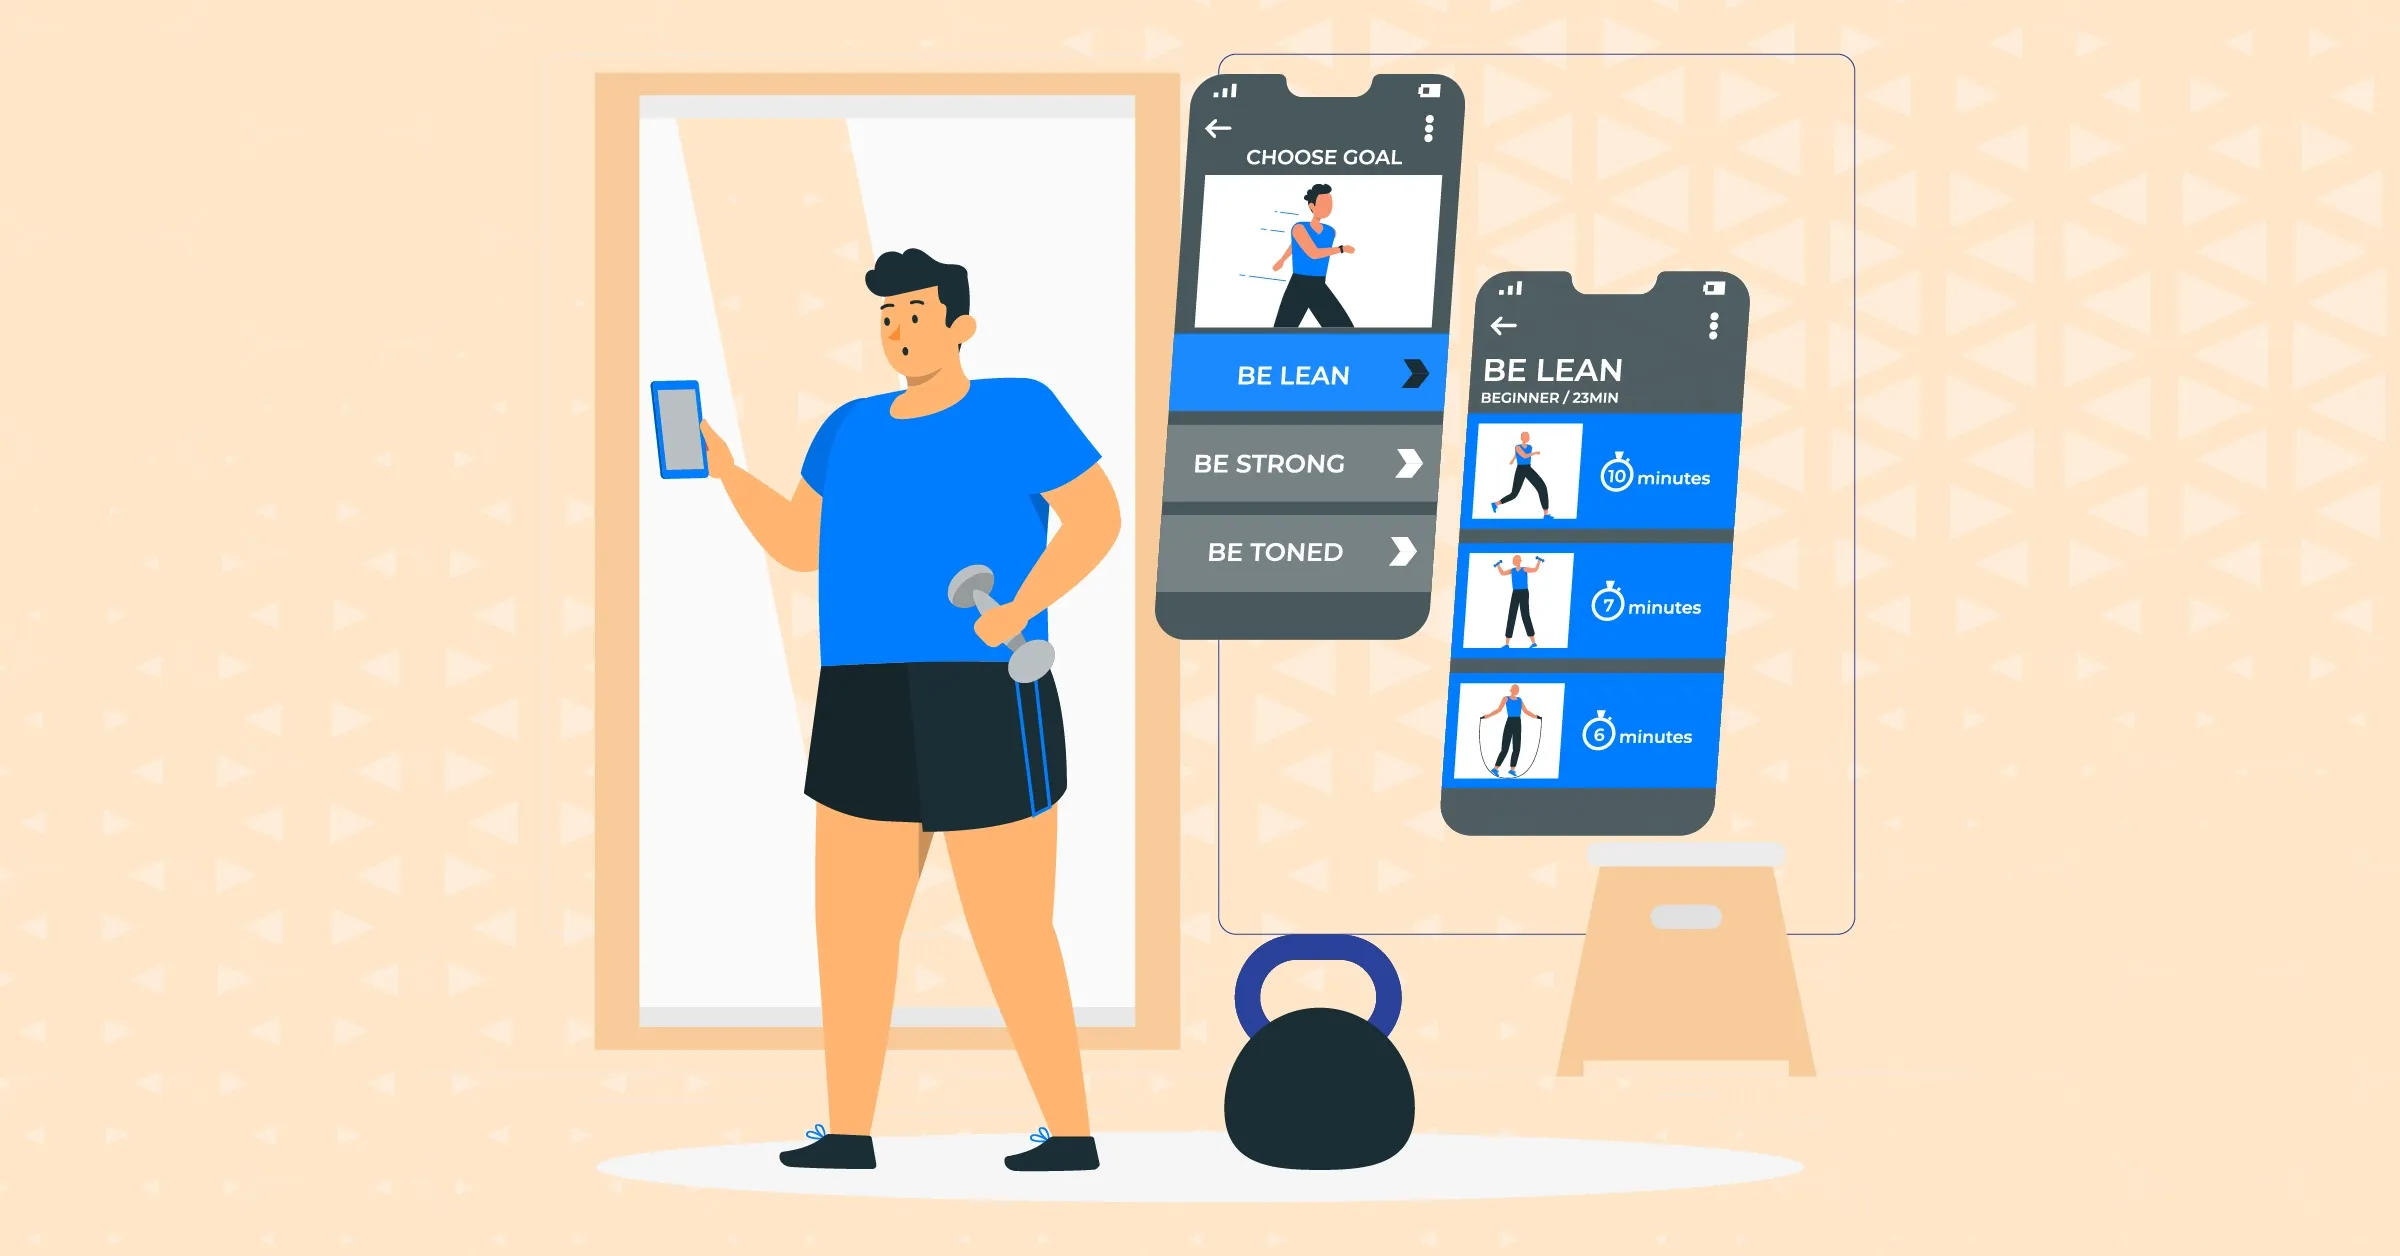 CHOOSE GOAL
BE LEAN
BE STRONG
BE TONED
BE LEAN
BEGINNER / 23MIN
10 minutes
7 minutes
6 minutes